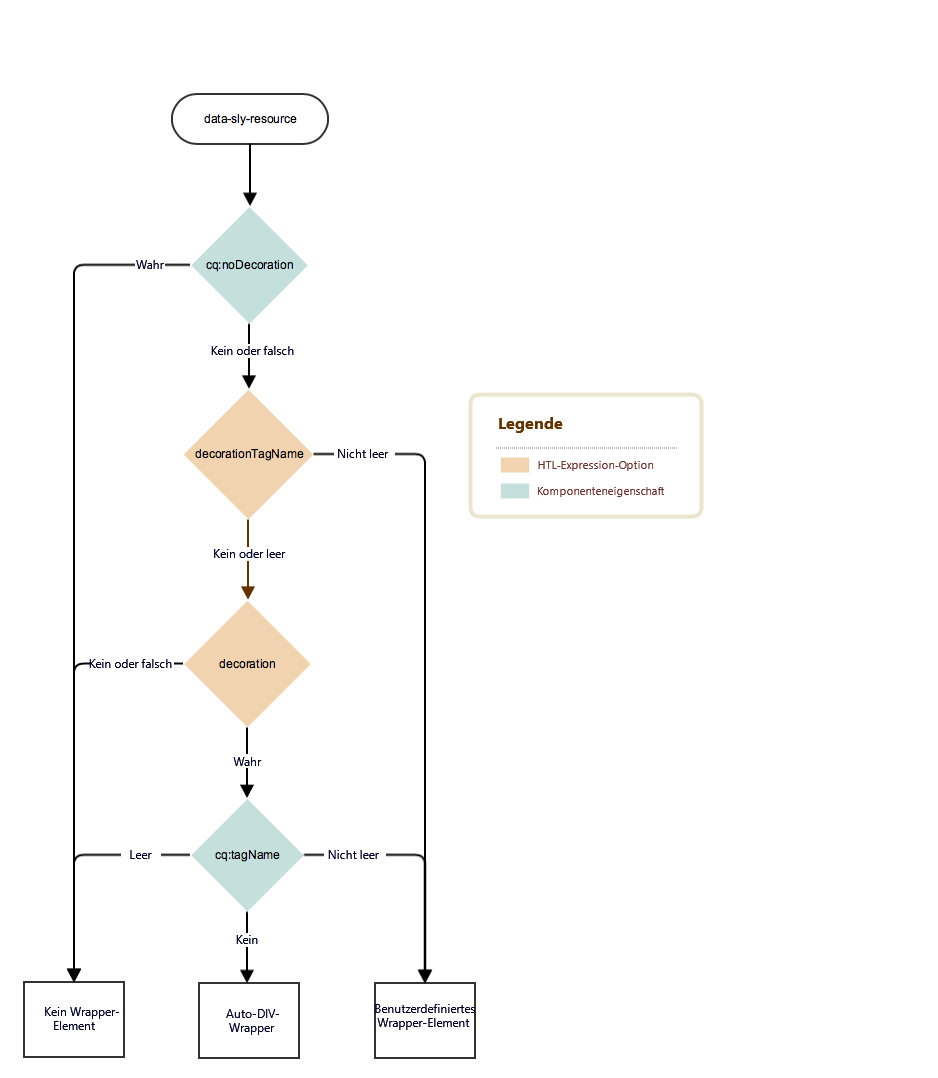 data-sly-resource
cq:noDecoration
Wahr
Kein oder falsch
decorationTagName
Nicht leer
Legende
HTL-Expression-Option
Komponenteneigenschaft
Kein oder leer
decoration
Kein oder falsch
Wahr
cq:tagName
Leer
Nicht leer
Kein
Kein Wrapper-
Element
Auto-DIV-
Wrapper
Benutzerdefiniertes
Wrapper-Element